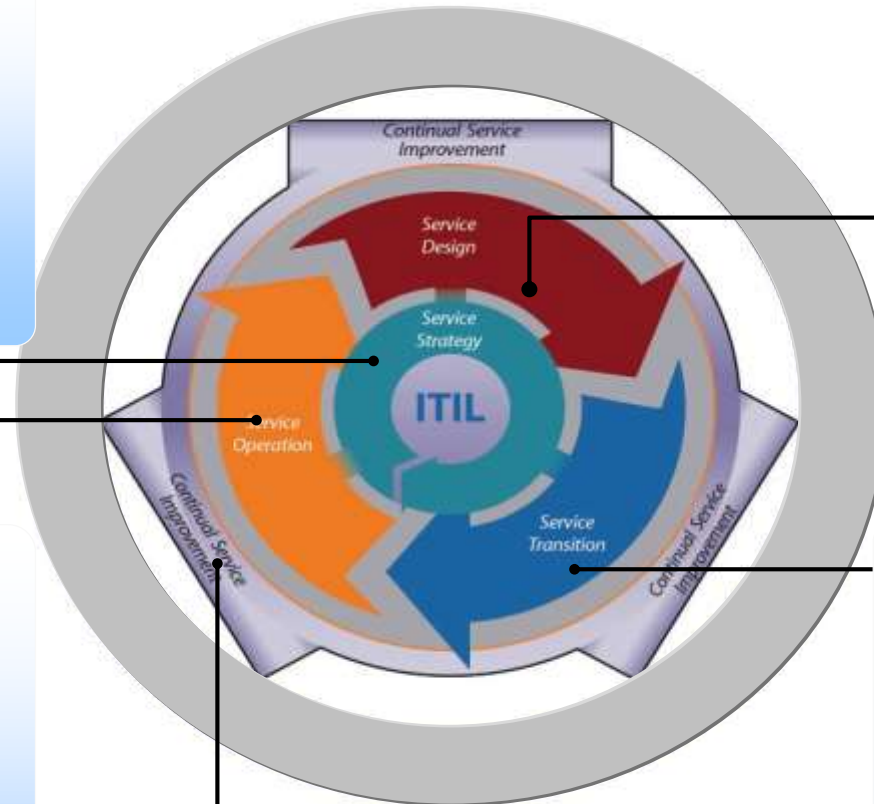 Continual Service
Improvement
Service
Design
Service
Strategy
ITIL
Service
Operation
Service
Transition
Continual Service
Improvement
Continual Service
Improvement